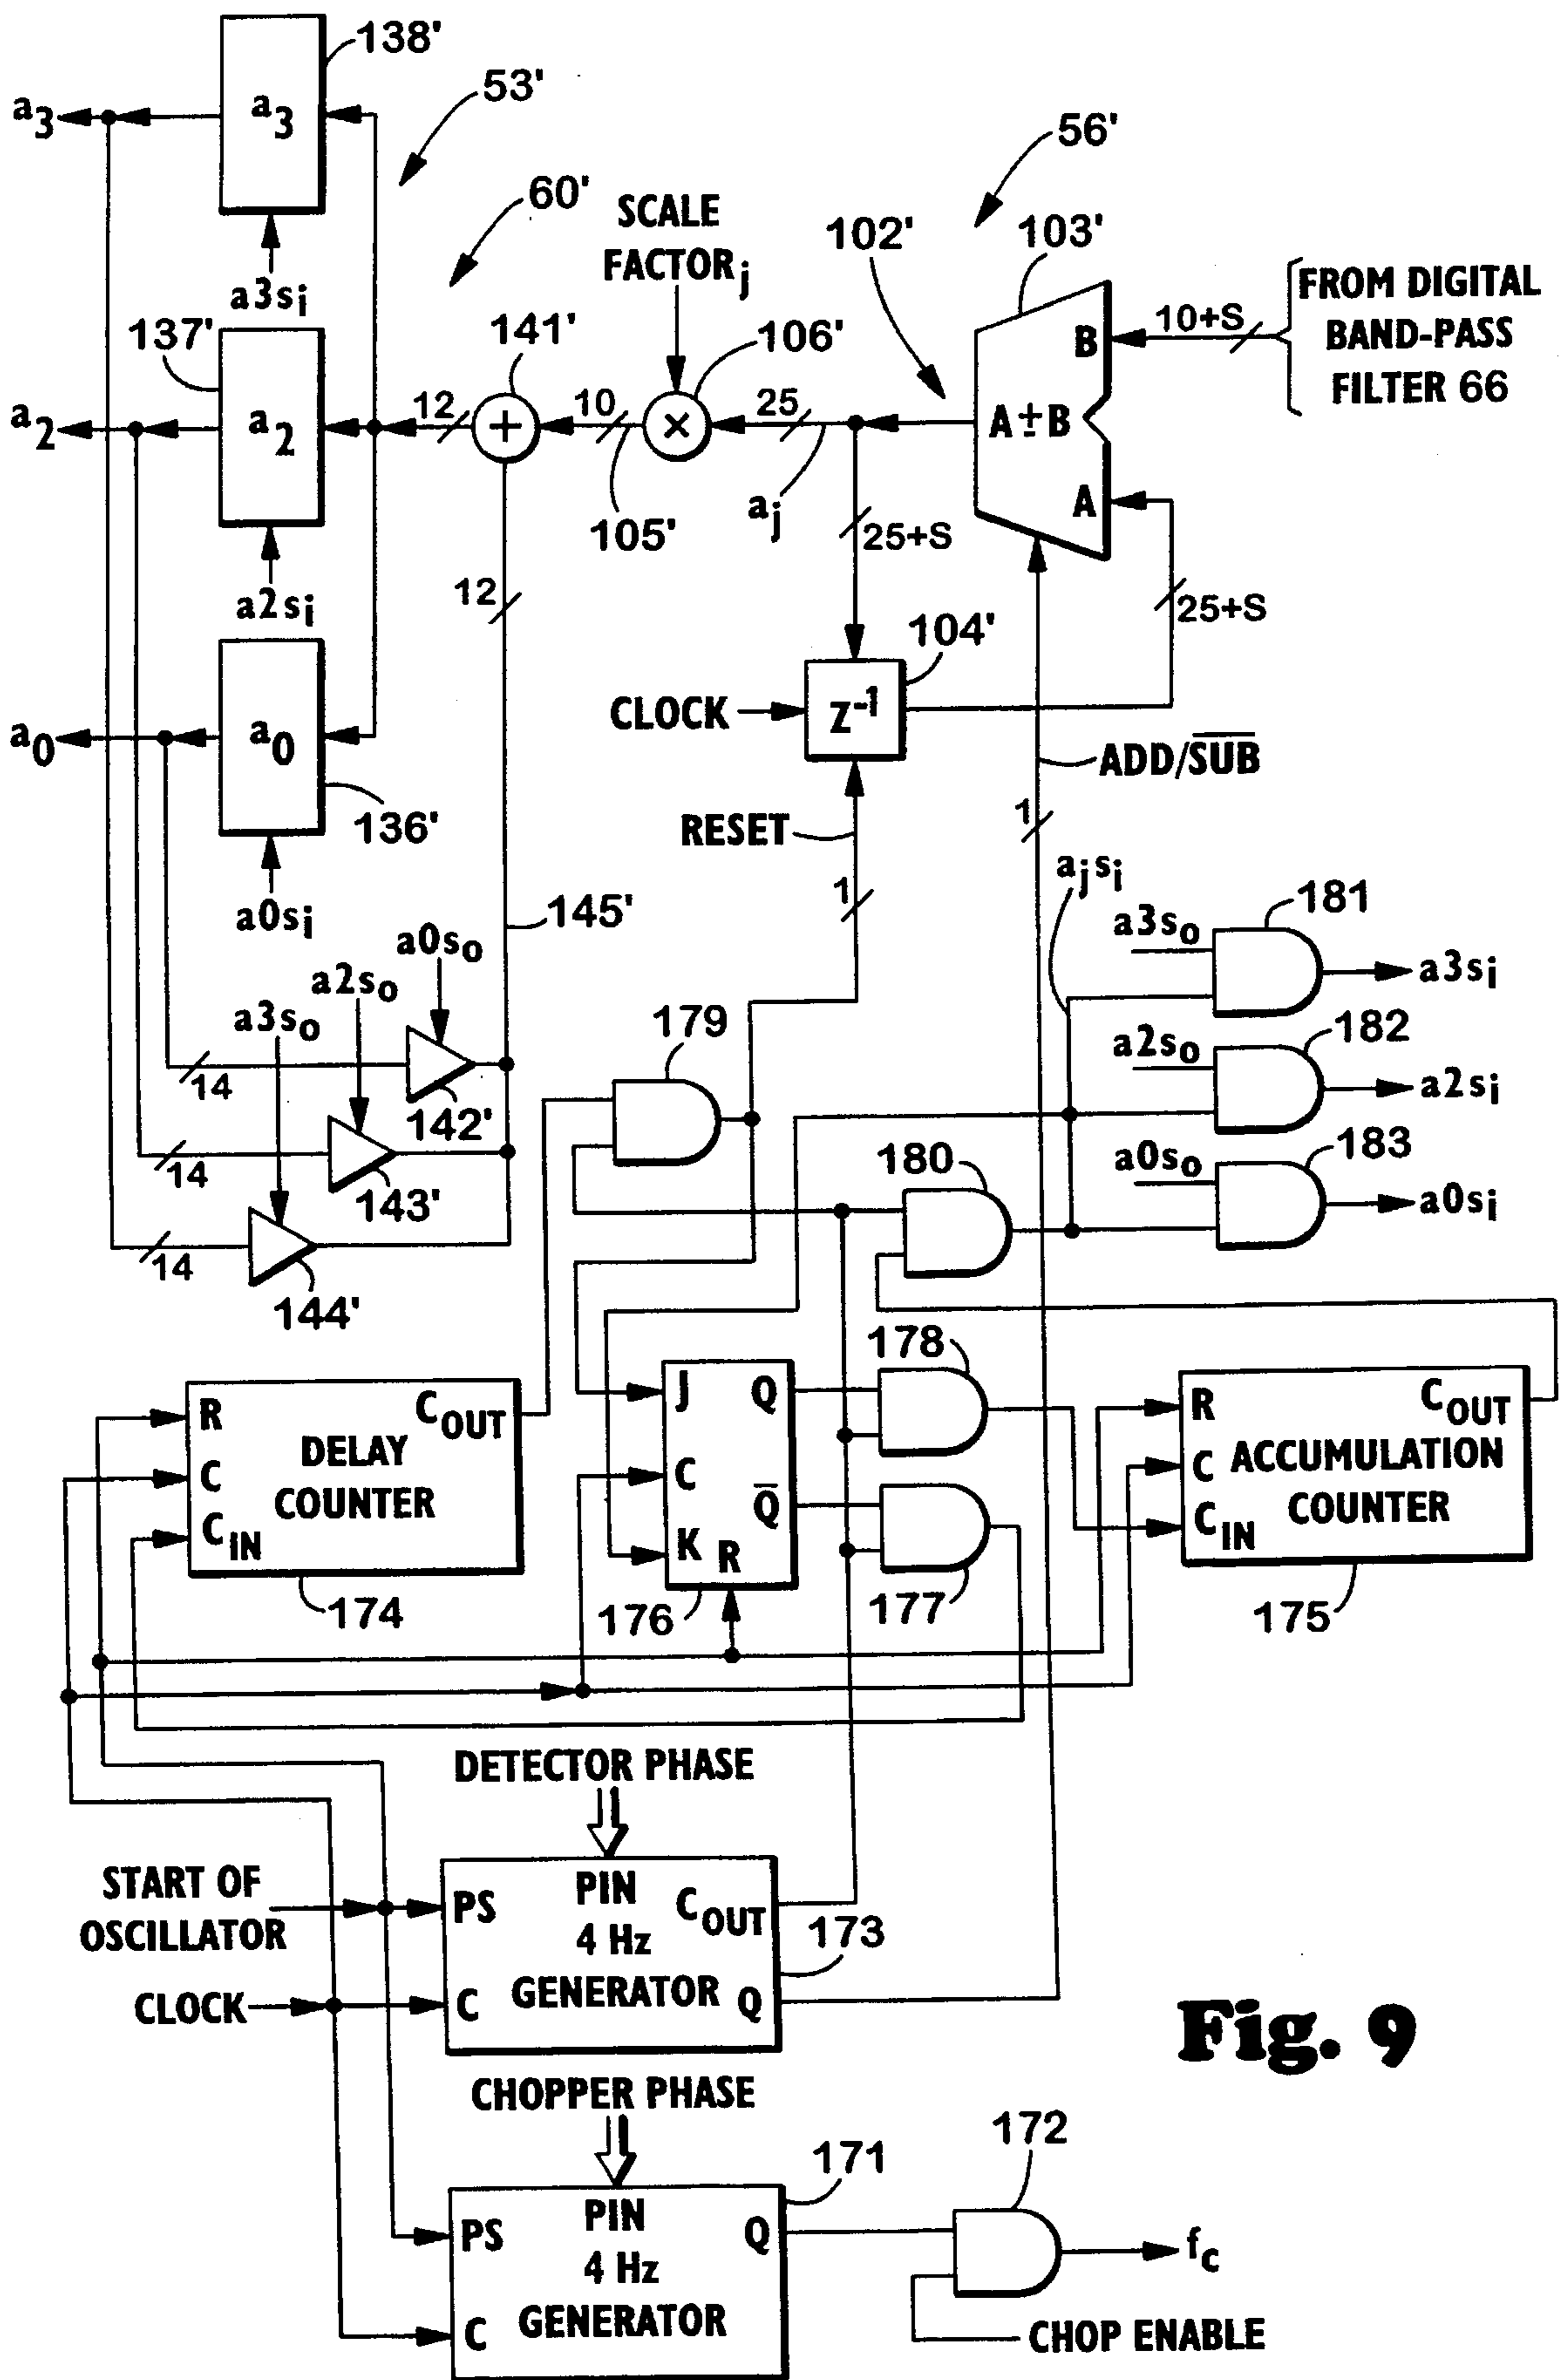 138'
a3
a3
53'
56'
60'
SCALE
FACTORj
102'
103'
a3si
137'
141'
106'
B
10+S
FROM DIGITAL
BAND-PASS
FILTER 66
a2
a2
12
+
10
×
25
A±B
105'
aj
25+S
A
a2si
12
104'
25+S
a0
a0
CLOCK
Z-1
136'
ADD/SUB
RESET
1
a0si
1
145'
ajsi
a3so
181
a3si
a0so
a2so
a3so
179
a2so
182
a2si
14
142'
180
a0so
183
a0si
14
143'
14
144'
178
R
COUT
DELAY
COUNTER
C
CIN
174
J
Q
C
Q̅
K
R
176
177
R
COUT
ACCUMULATION
COUNTER
C
CIN
175
DETECTOR PHASE
START OF
OSCILLATOR
PS
PIN
4 Hz
GENERATOR
COUT
173
CLOCK
C
Q
Fig. 9
CHOPPER PHASE
171
172
PS
PIN
4 Hz
GENERATOR
Q
fc
C
CHOP ENABLE